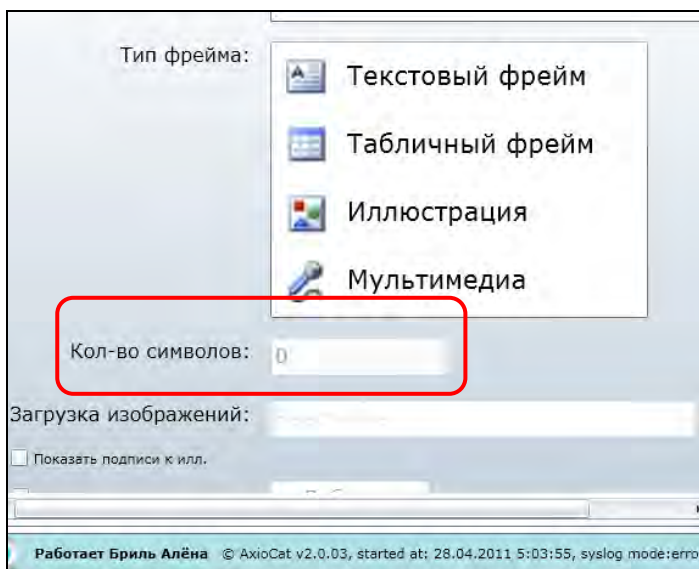 Тип фрейма:
Текстовый фрейм
Табличный фрейм
Иллюстрация
Мультимедиа
Кол-во символов: 0
Загрузка изображений:
Показать подписи к илл.
Работает Бриль Алёна © AxioCat v2.0.03, started at: 28.04.2011 5:03:55, syslog mode:erro